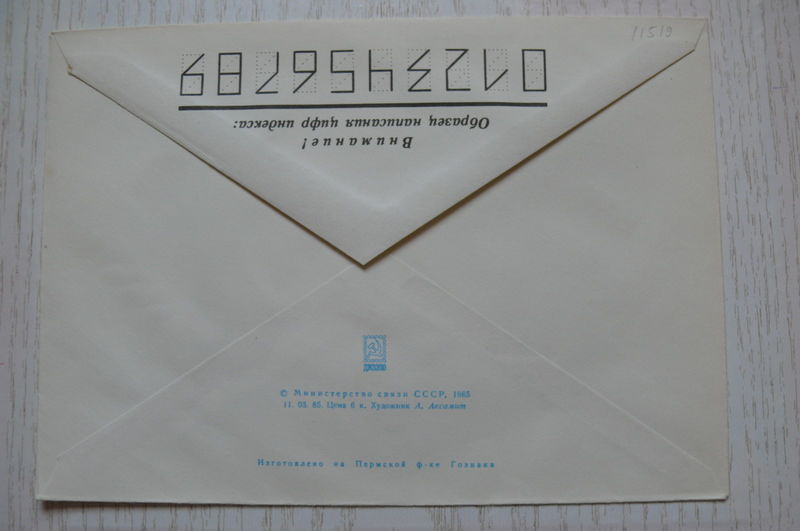 11519
Внимание!
Образец написания цифр индекса:
0123456789
© Министерство связи СССР, 1985
11. 03. 85. Цена 6 к. Художник А. Аксамит
Изготовлено на Пермской ф-ке Гознака